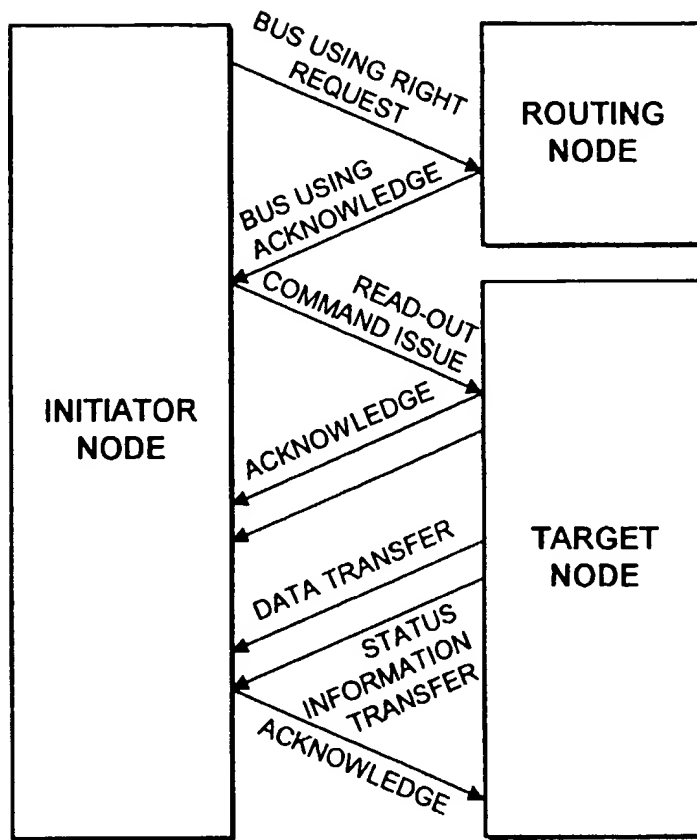 BUS USING RIGHT
REQUEST
ROUTING
NODE
BUS USING
ACKNOWLEDGE
READ-OUT
COMMAND ISSUE
INITIATOR
NODE
ACKNOWLEDGE
TARGET
NODE
DATA TRANSFER
STATUS
INFORMATION
TRANSFER
ACKNOWLEDGE